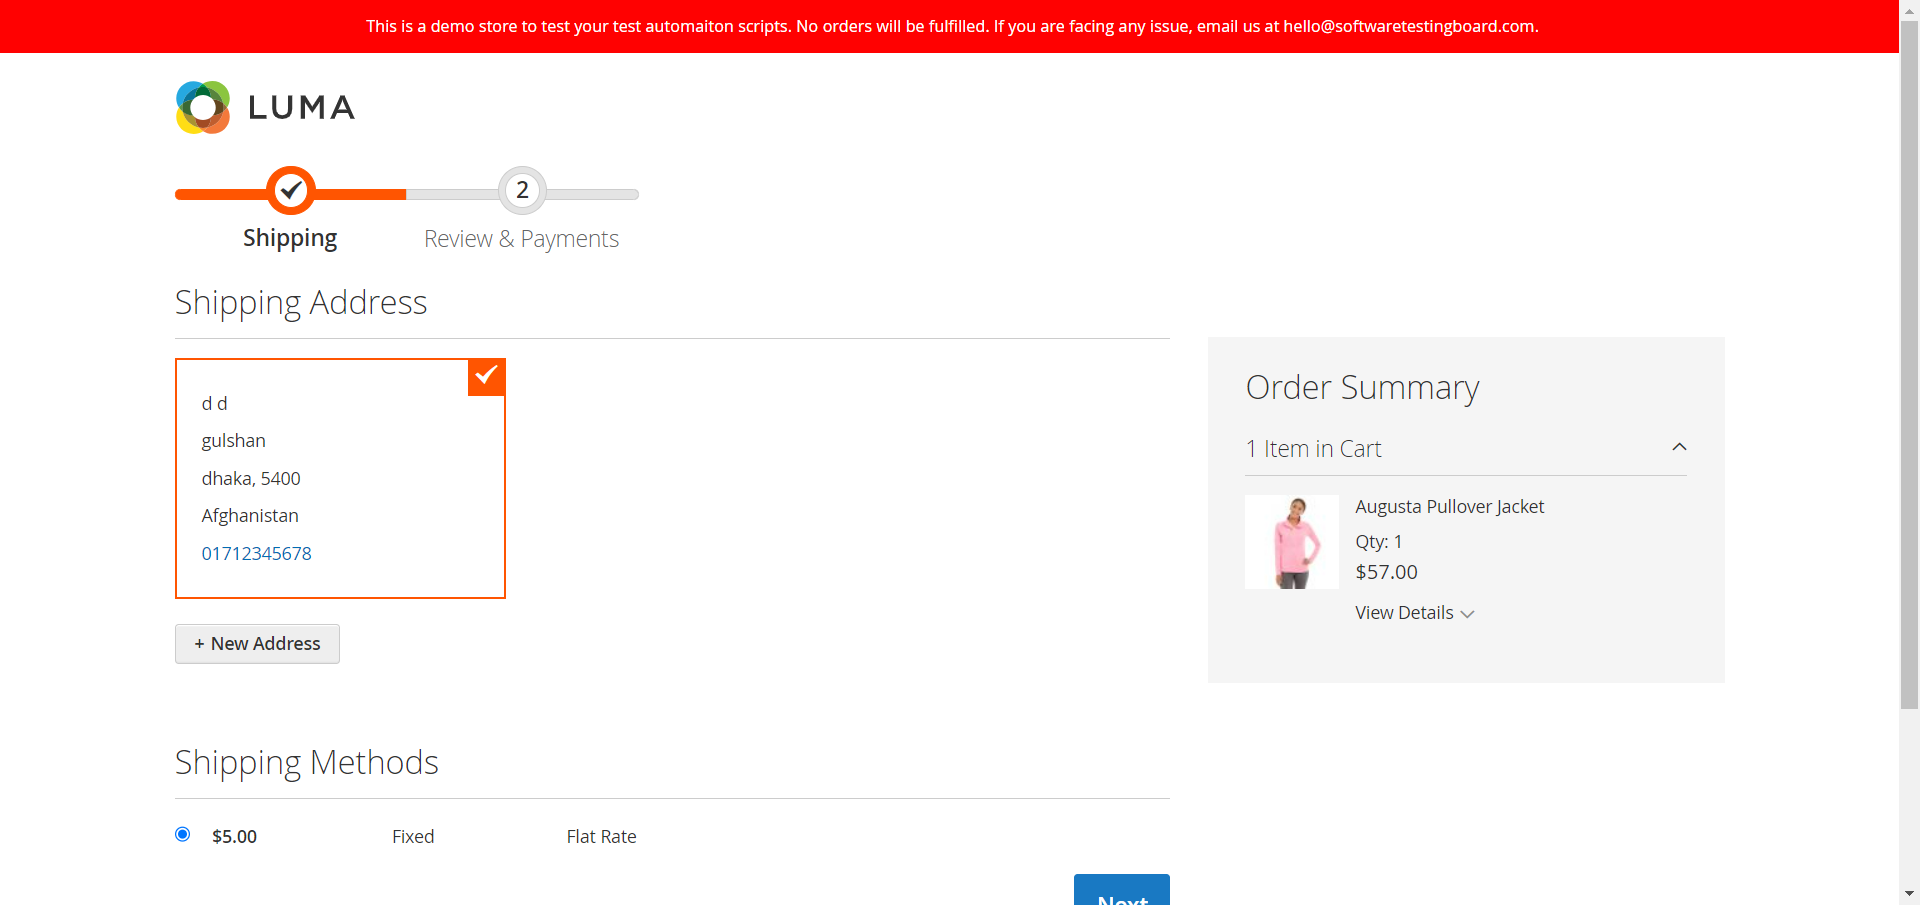 This is a demo store to test your test automaiton scripts. No orders will be fulfilled. If you are facing any issue, email us at hello@softwaretestingboard.com.
LUMA
2
Shipping
Review & Payments
Shipping Address
d d
gulshan
dhaka, 5400
Afghanistan
01712345678
+ New Address
Order Summary
1 Item in Cart
Augusta Pullover Jacket
Qty: 1
$57.00
View Details
Shipping Methods
$5.00 Fixed Flat Rate
Next